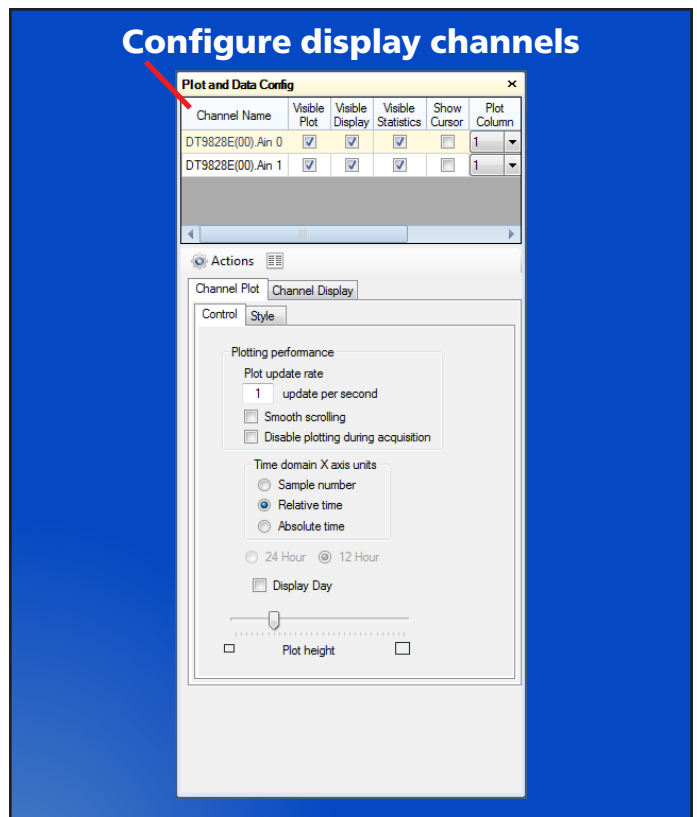 Configure display channels
Plot and Data Config
Channel Name Visible Plot Visible Display Visible Statistics Show Cursor Plot Column
DT9828E(00).Ain 0 1
DT9828E(00).Ain 1 1
Actions
Channel Plot Channel Display
Control Style
Plotting performance
Plot update rate
1 update per second
Smooth scrolling
Disable plotting during acquisition
Time domain X axis units
Sample number
Relative time
Absolute time
24 Hour 12 Hour
Display Day
Plot height